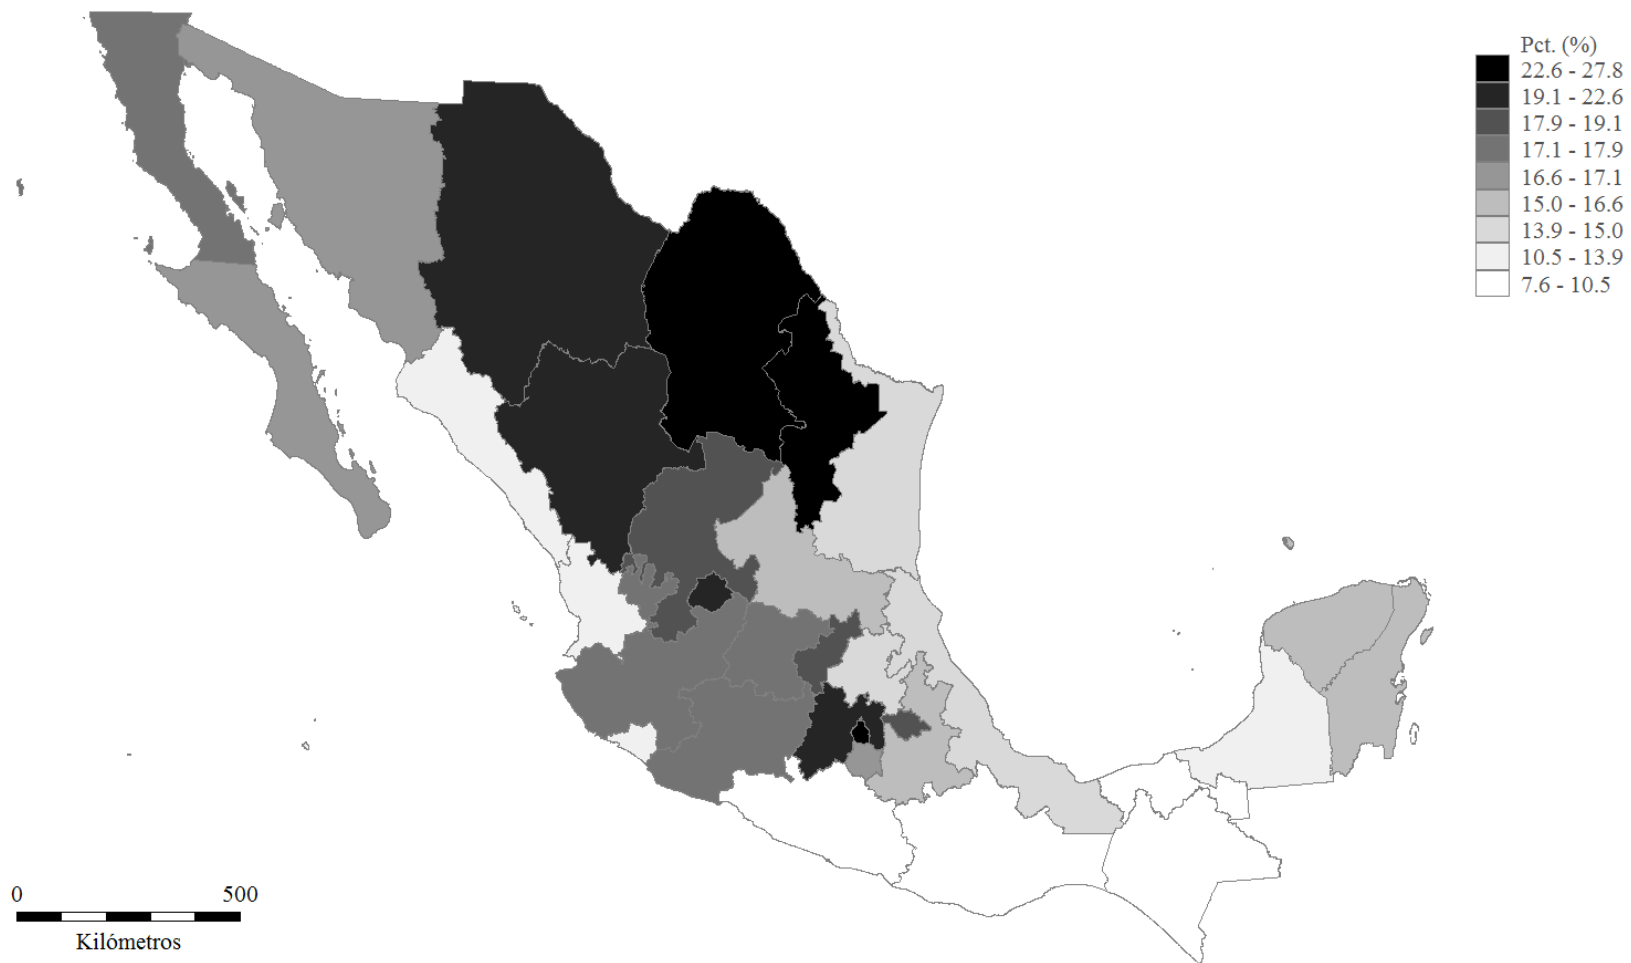 Pct. (%)
22.6 - 27.8
19.1 - 22.6
17.9 - 19.1
17.1 - 17.9
16.6 - 17.1
15.0 - 16.6
13.9 - 15.0
10.5 - 13.9
7.6 - 10.5
0 500
Kilómetros